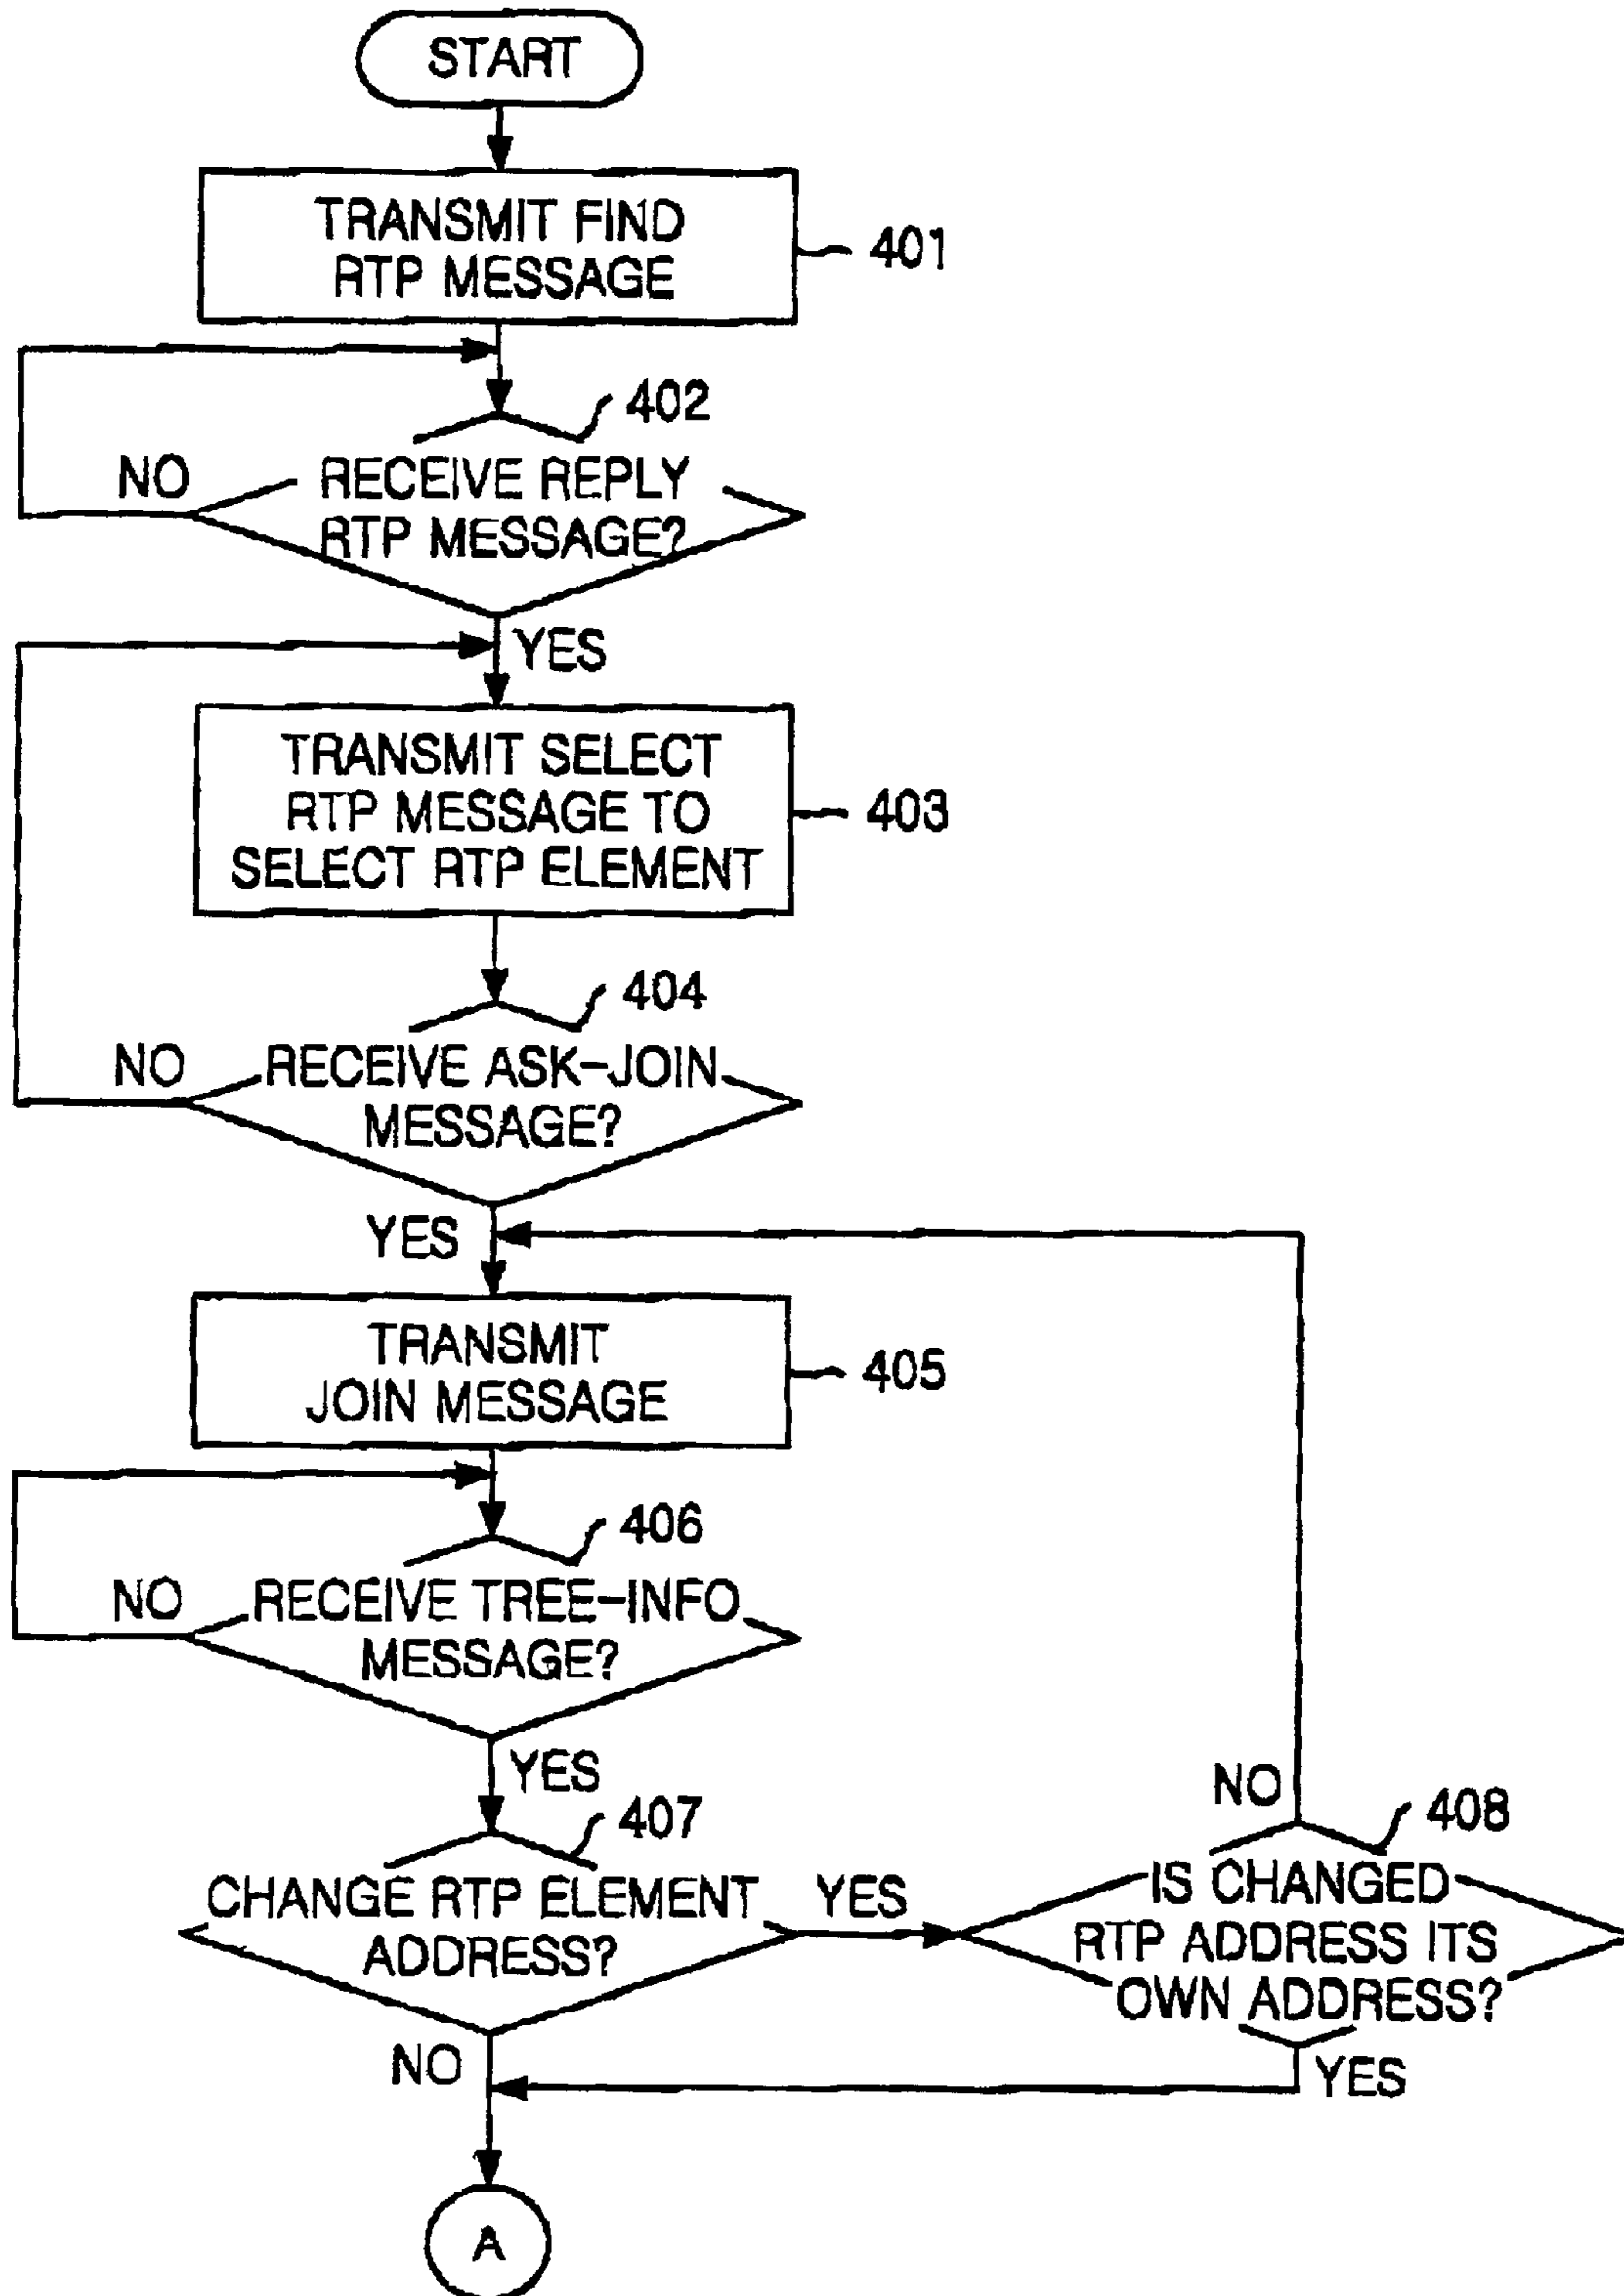 START
TRANSMIT FIND
RTP MESSAGE
401
402
NO
RECEIVE REPLY
RTP MESSAGE?
YES
TRANSMIT SELECT
RTP MESSAGE TO
SELECT RTP ELEMENT
403
404
NO
RECEIVE ASK-JOIN
MESSAGE?
YES
TRANSMIT
JOIN MESSAGE
405
406
NO
RECEIVE TREE-INFO
MESSAGE?
YES
407
CHANGE RTP ELEMENT
ADDRESS?
YES
NO
408
IS CHANGED
RTP ADDRESS ITS
OWN ADDRESS?
NO
YES
A